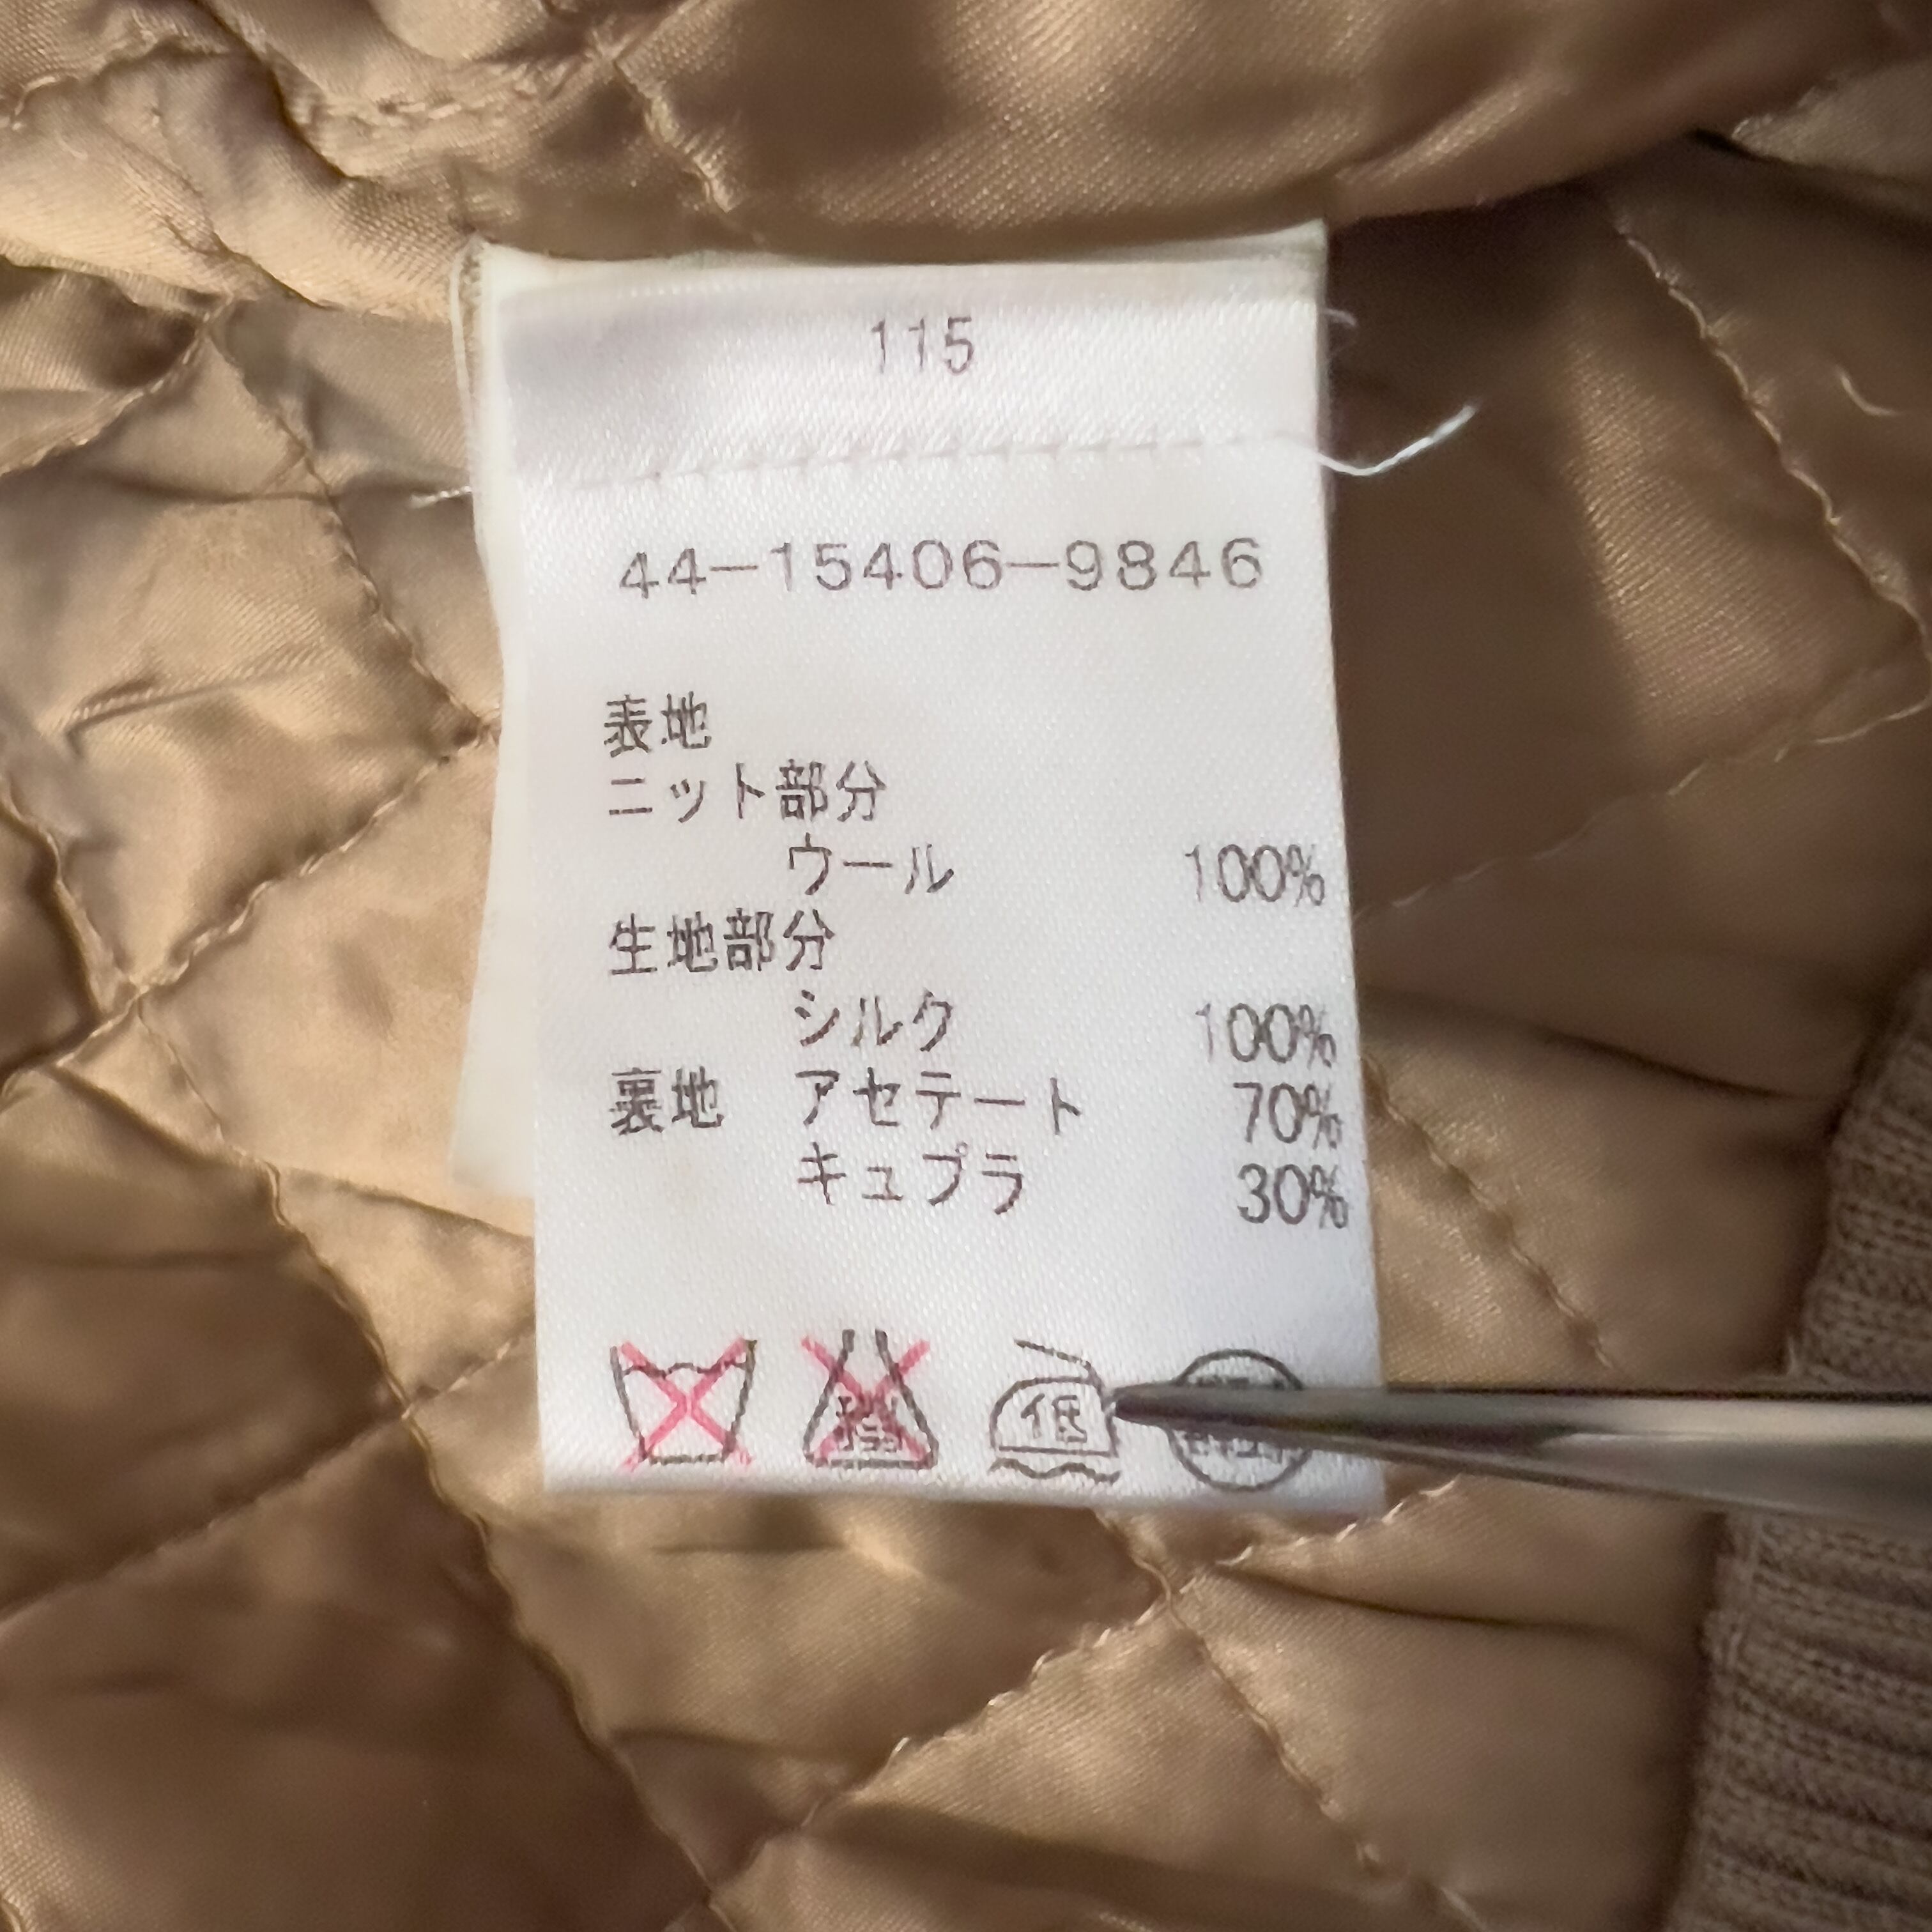 115
44-15406-9846
表地
ニット部分
ウール 100%
生地部分
シルク 100%
裏地 アセテート 70%
キュプラ 30%
低